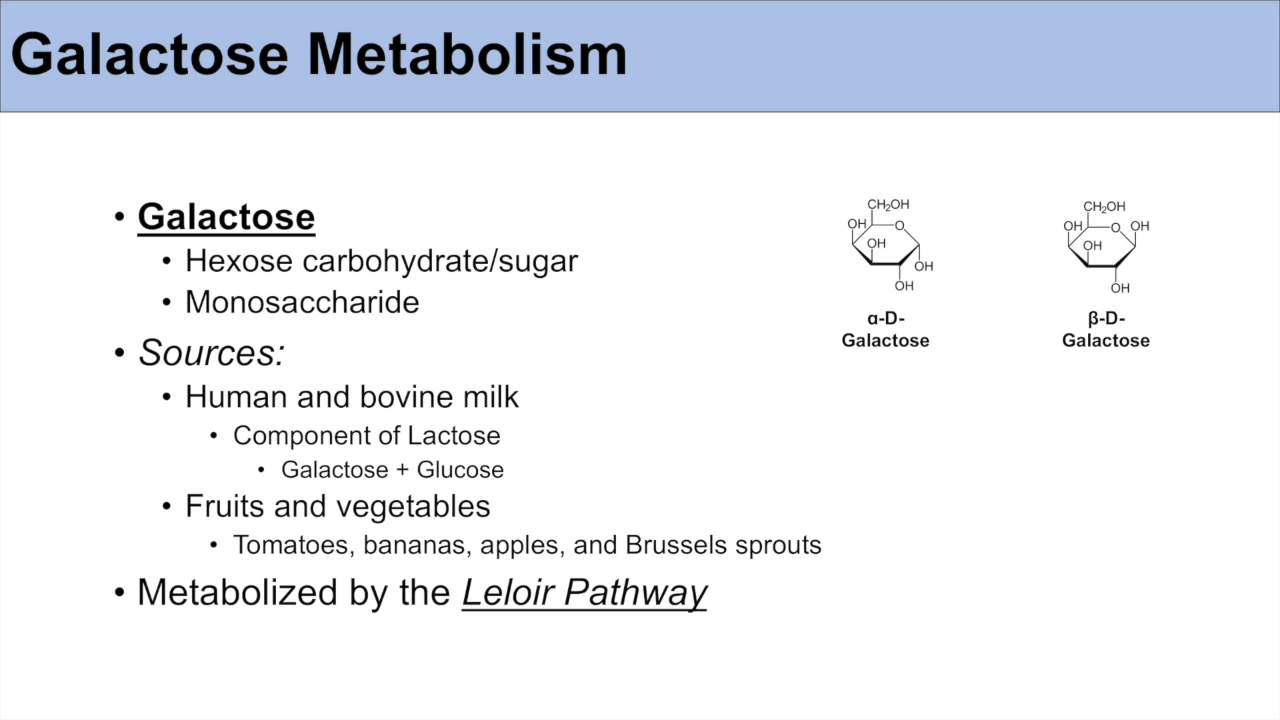 Galactose Metabolism
• Galactose
• Hexose carbohydrate/sugar
• Monosaccharide
• Sources:
• Human and bovine milk
• Component of Lactose
• Galactose + Glucose
• Fruits and vegetables
• Tomatoes, bananas, apples, and Brussels sprouts
• Metabolized by the Leloir Pathway
CH₂OH
OH O
OH
OH
OH
α-D-
Galactose
CH₂OH
OH O OH
OH
OH
β-D-
Galactose